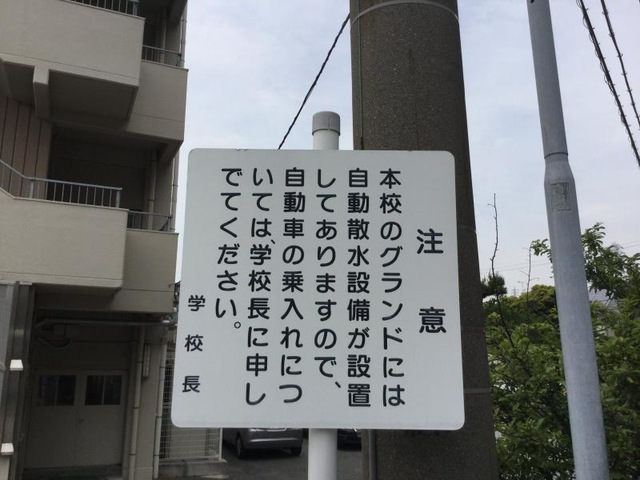 注意
本校のグランドには
自動散水設備が設置
してありますので、
自動車の乗入れにつ
いては、学校長に申し
でてください。
学校長